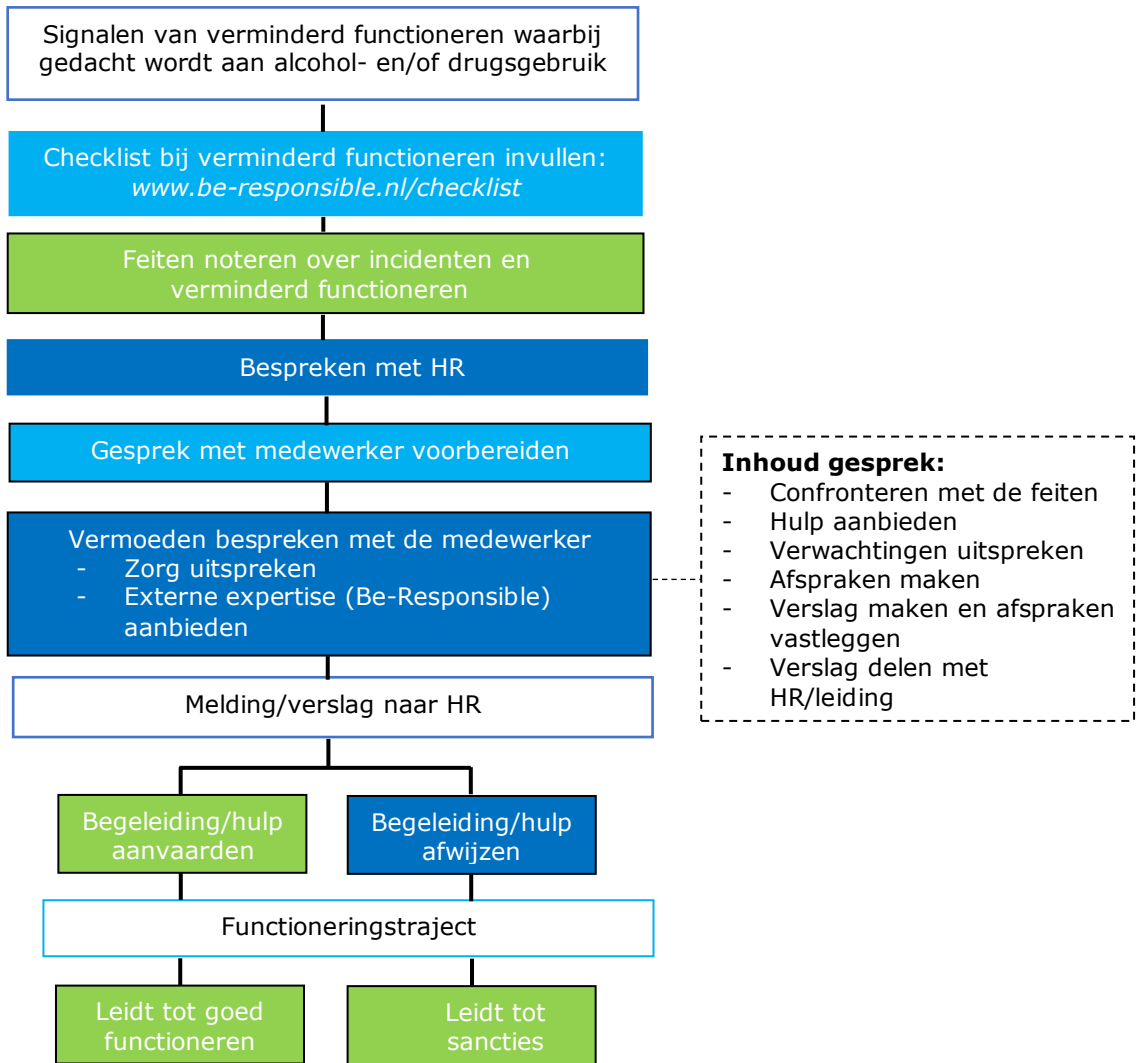 Signalen van verminderd functioneren waarbij
gedacht wordt aan alcohol- en/of drugsgebruik
Checklist bij verminderd functioneren invullen:
www.be-responsible.nl/checklist
Feiten noteren over incidenten en
verminderd functioneren
Bespreken met HR
Gesprek met medewerker voorbereiden
Vermoeden bespreken met de medewerker
- Zorg uitspreken
- Externe expertise (Be-Responsible)
aanbieden
Inhoud gesprek:
- Confronteren met de feiten
- Hulp aanbieden
- Verwachtingen uitspreken
- Afspraken maken
- Verslag maken en afspraken
vastleggen
- Verslag delen met
HR/leiding
Melding/verslag naar HR
Begeleiding/hulp
aanvaarden
Begeleiding/hulp
afwijzen
Functioneringstraject
Leidt tot goed
functioneren
Leidt tot
sancties